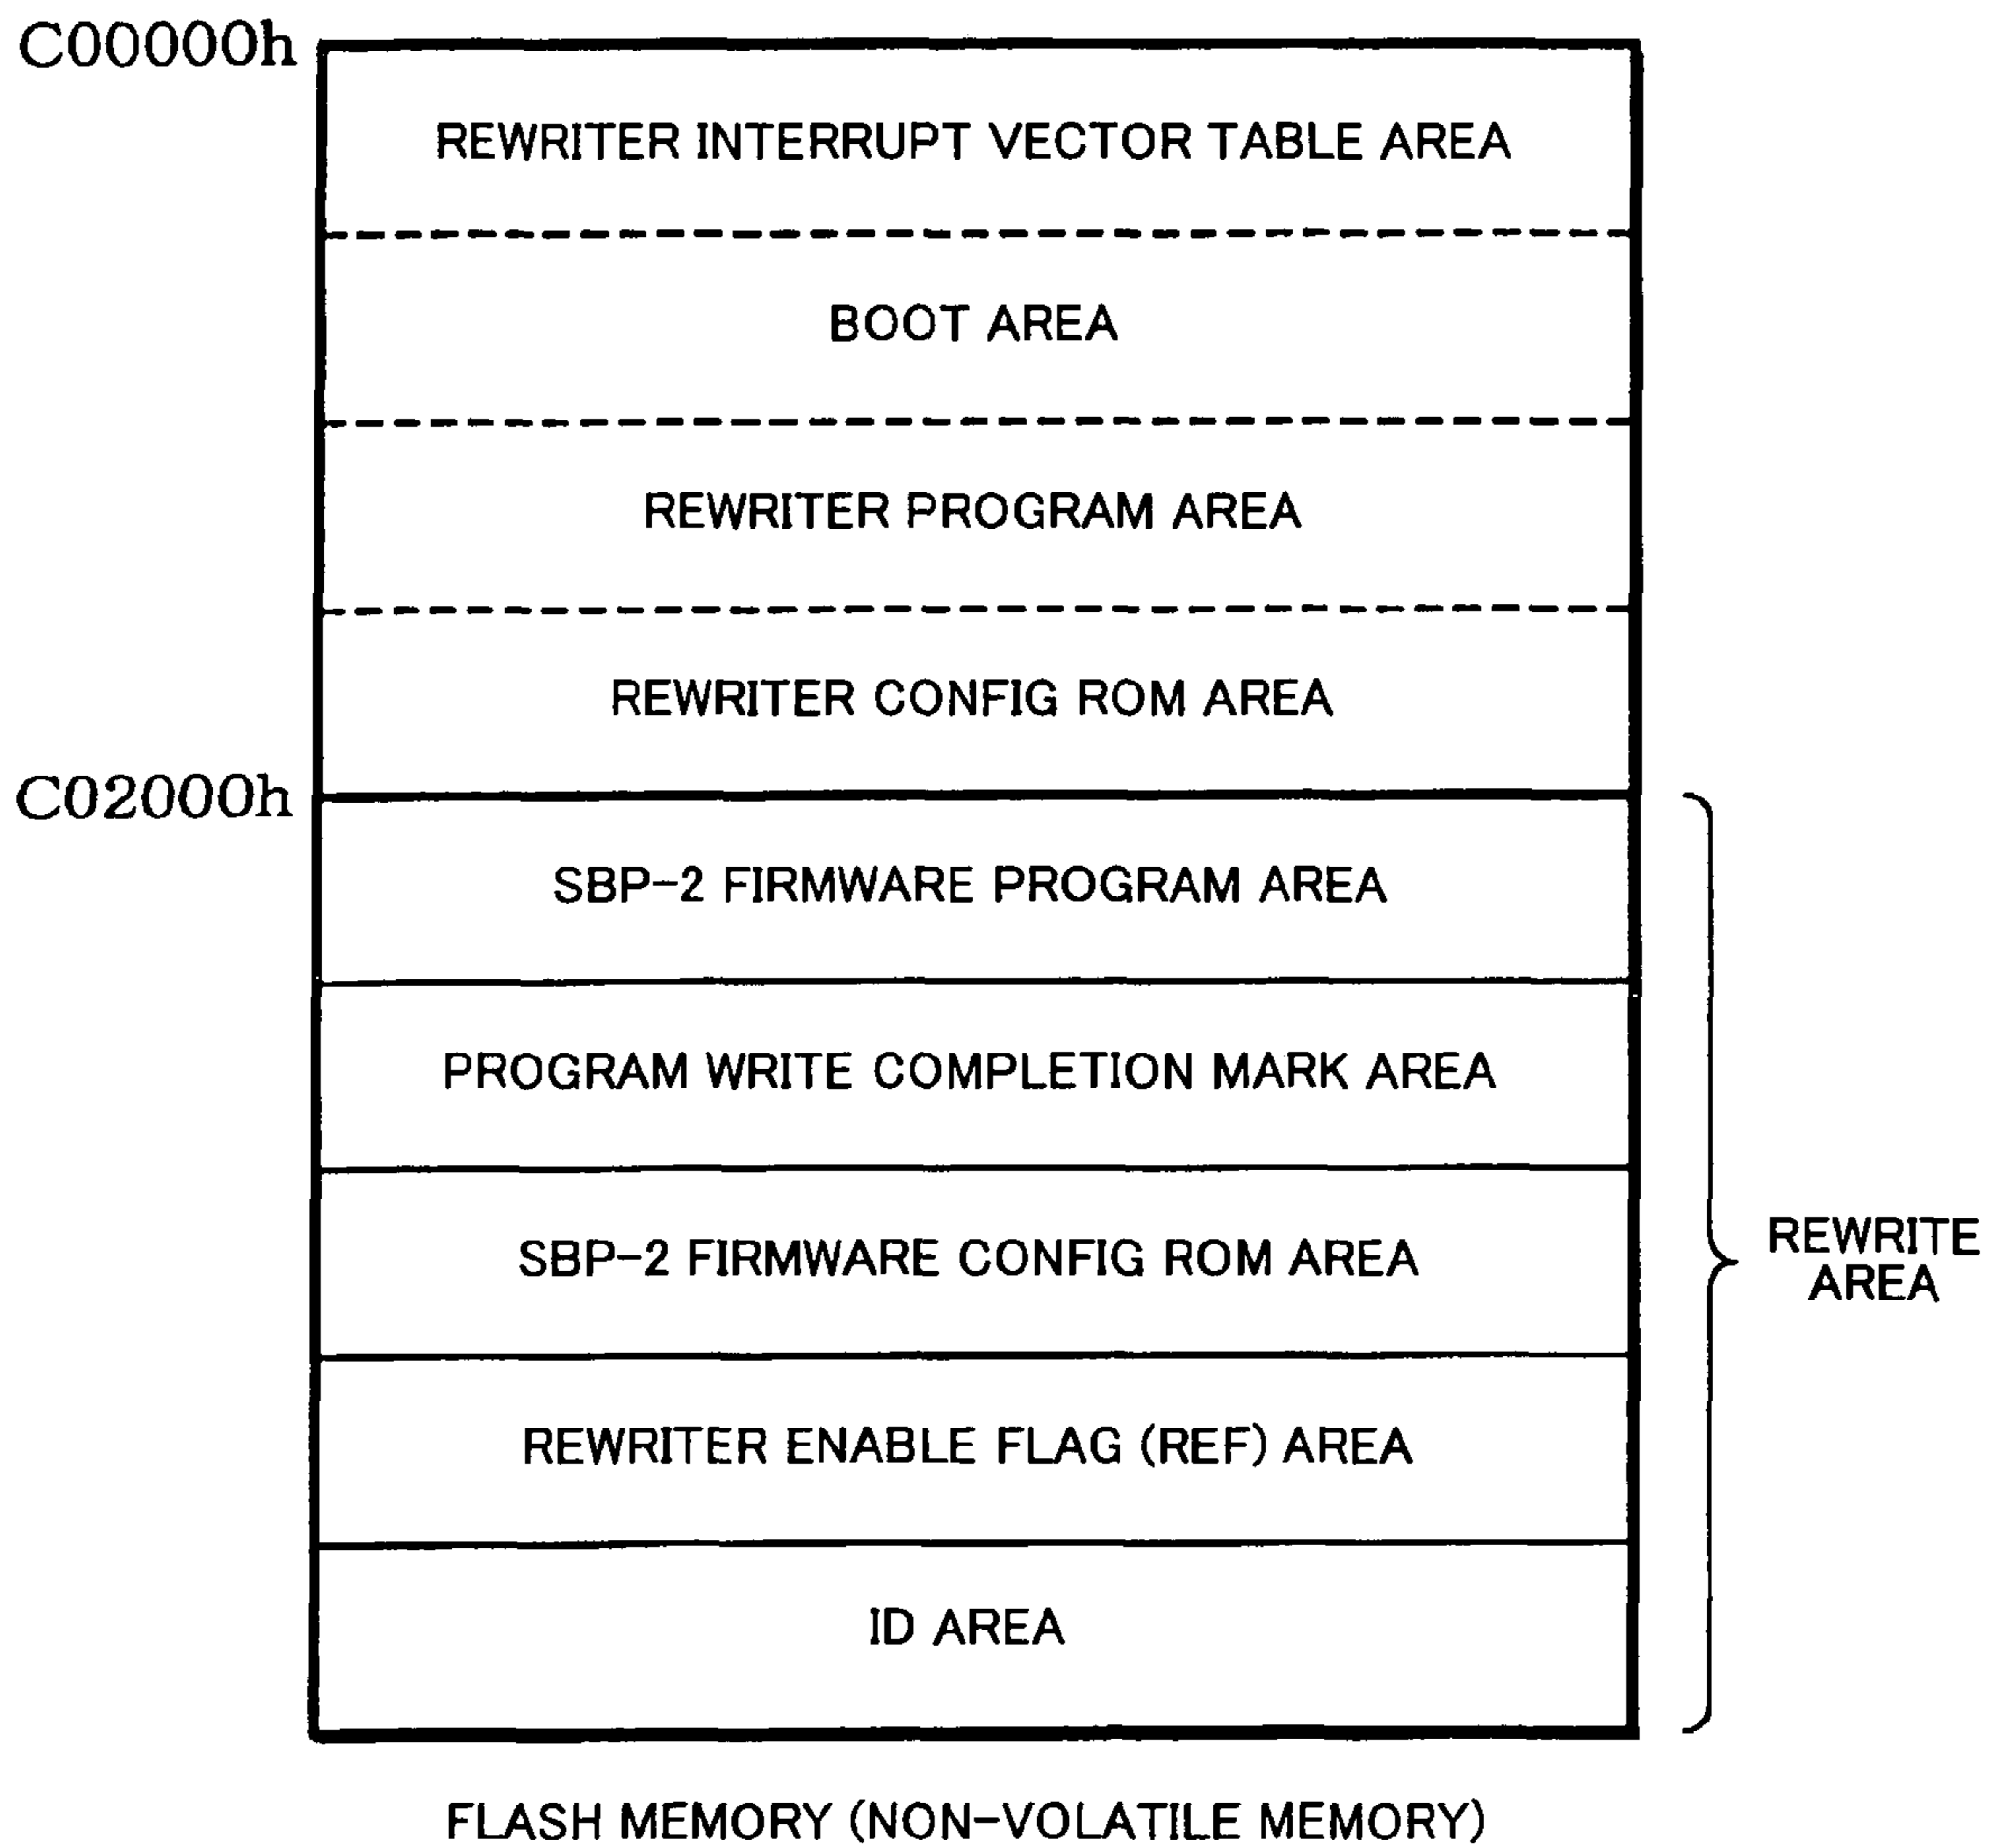 C00000h
REWRITER INTERRUPT VECTOR TABLE AREA
BOOT AREA
REWRITER PROGRAM AREA
REWRITER CONFIG ROM AREA
C02000h
SBP-2 FIRMWARE PROGRAM AREA
PROGRAM WRITE COMPLETION MARK AREA
SBP-2 FIRMWARE CONFIG ROM AREA
REWRITE
AREA
REWRITER ENABLE FLAG (REF) AREA
ID AREA
FLASH MEMORY (NON-VOLATILE MEMORY)